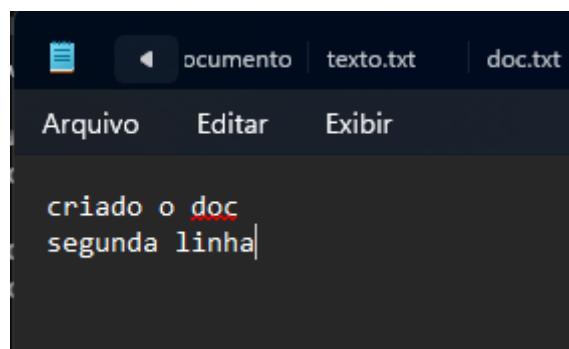 ocumento texto.txt doc.txt
Arquivo Editar Exibir
criado o doc
segunda linha